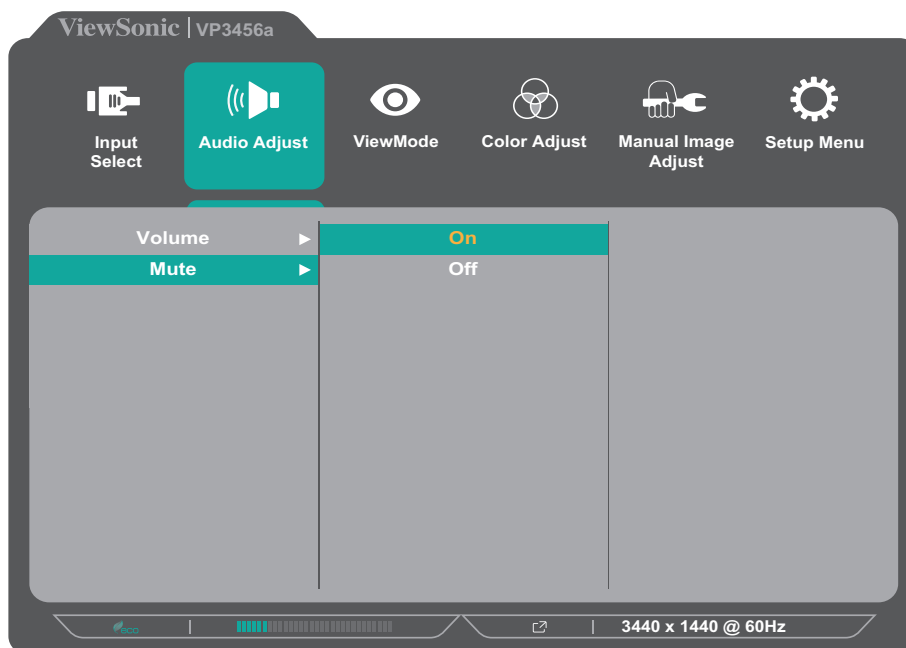 ViewSonic VP3456a
Input Select
Audio Adjust
ViewMode
Color Adjust
Manual Image Adjust
Setup Menu
Volume
On
Mute
Off
eco
3440 x 1440 @ 60Hz